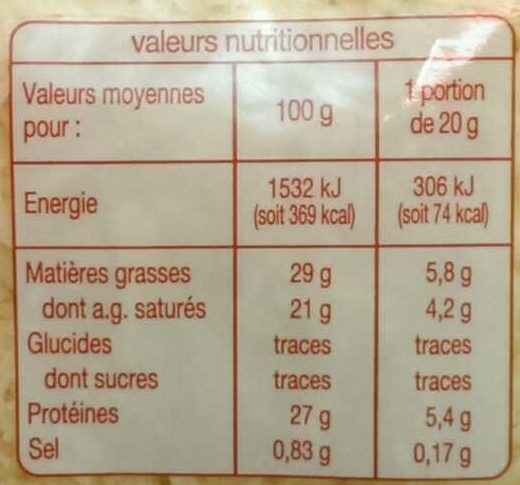 valeurs nutritionnelles
Valeurs moyennes pour : 100 g 1 portion de 20 g
Energie 1532 kJ (soit 369 kcal) 306 kJ (soit 74 kcal)
Matières grasses 29 g 5,8 g
dont a.g. saturés 21 g 4,2 g
Glucides traces traces
dont sucres traces traces
Protéines 27 g 5,4 g
Sel 0,83 g 0,17 g